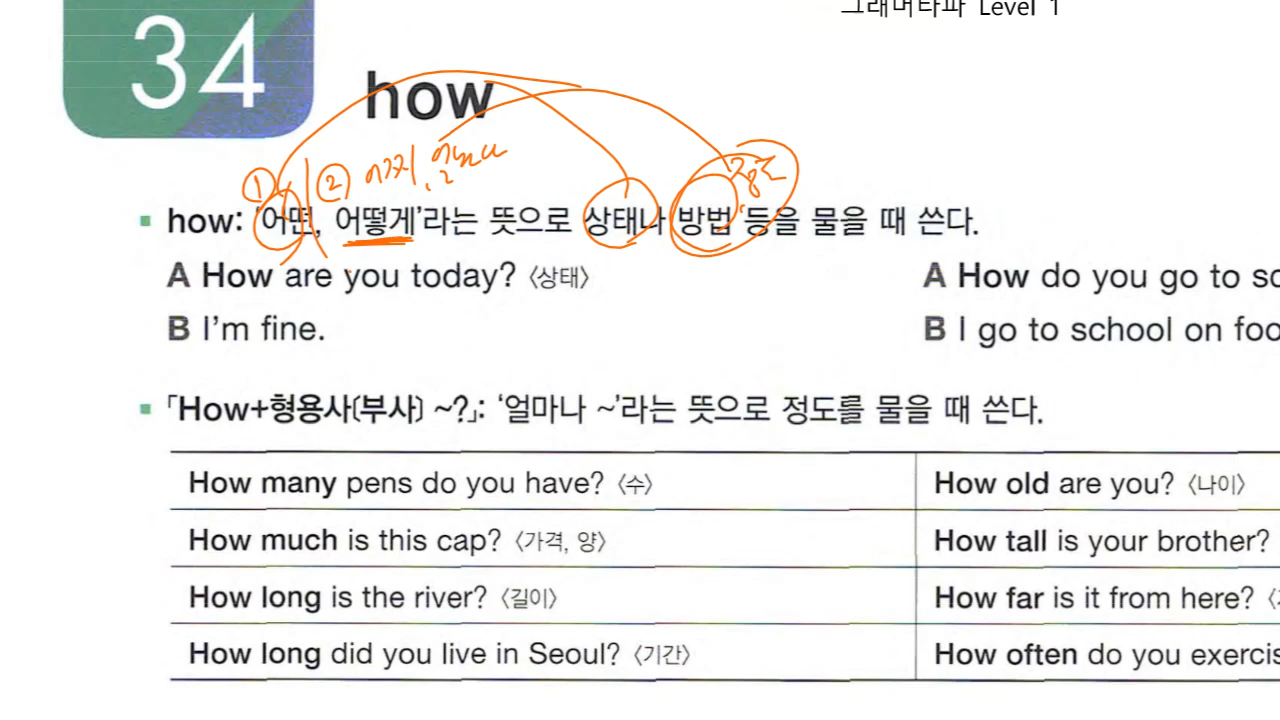 그래머타파 Level 1
34
how
① ②
how: ‘어떤, 어떻게’라는 뜻으로 상태나 방법 등을 물을 때 쓴다.
A How are you today? 〈상태〉
A How do you go to sc
B I’m fine.
B I go to school on foo
「How+형용사(부사) ~?」: ‘얼마나 ~’라는 뜻으로 정도를 물을 때 쓴다.
How many pens do you have? 〈수〉
How old are you? 〈나이〉
How much is this cap? 〈가격, 양〉
How tall is your brother?
How long is the river? 〈길이〉
How far is it from here?
How long did you live in Seoul? 〈기간〉
How often do you exercis